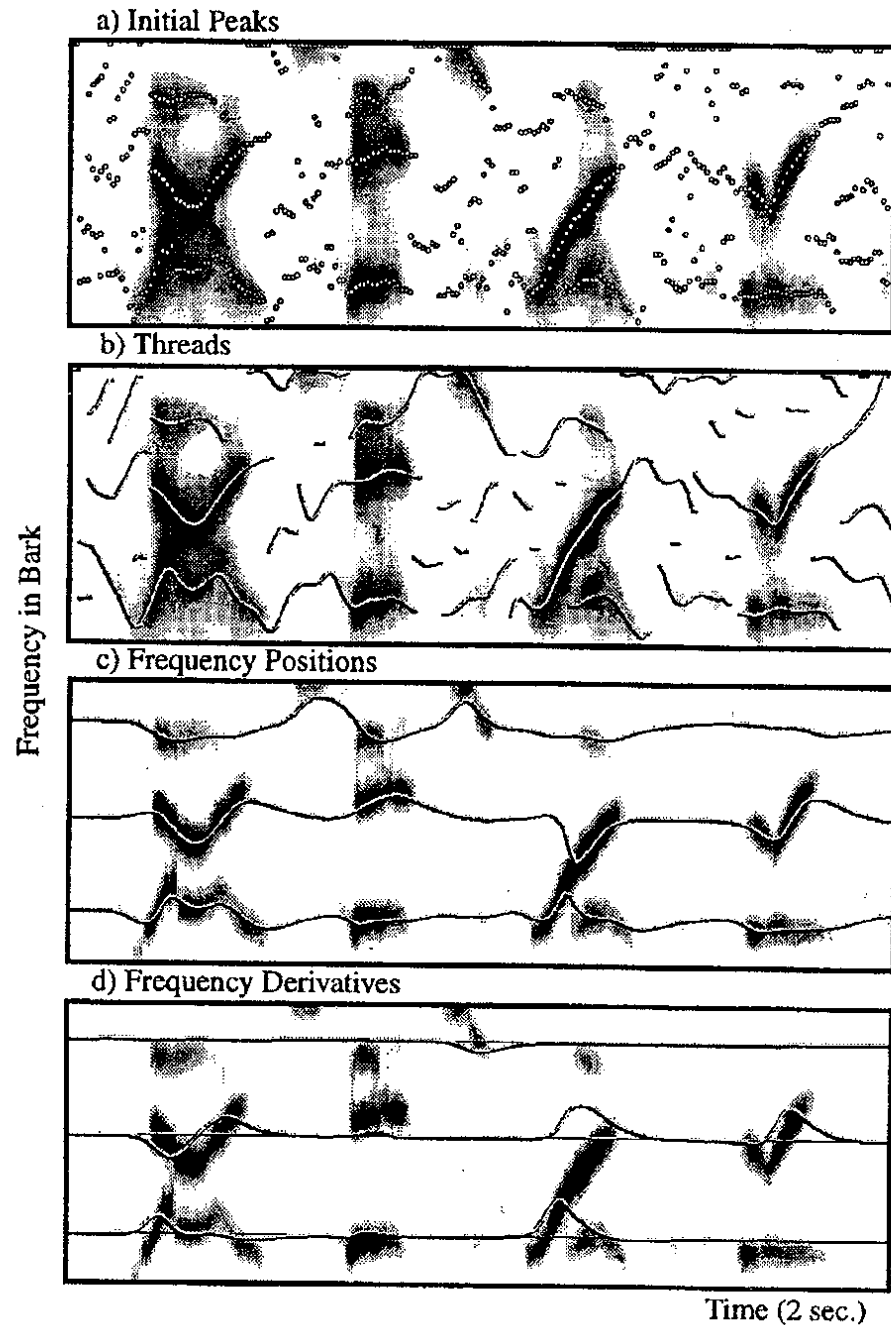 a) Initial Peaks
b) Threads
Frequency in Bark
c) Frequency Positions
d) Frequency Derivatives
Time (2 sec.)